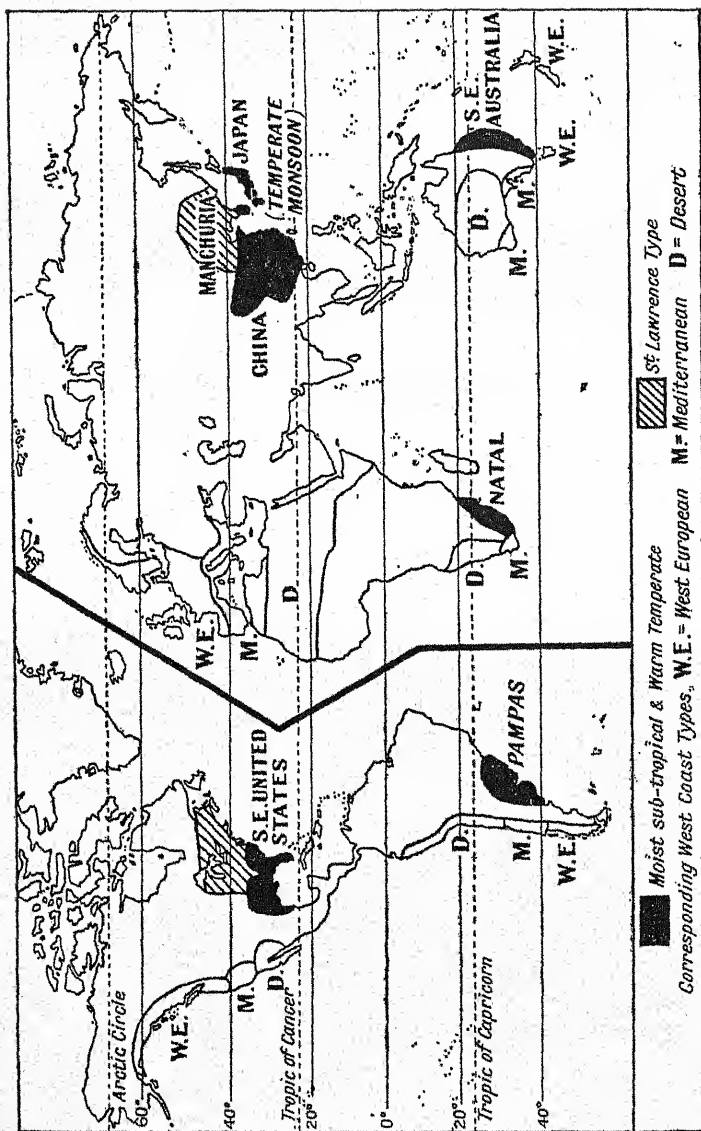 Arctic Circle
60°
40°
Tropic of Cancer
20°
0°
20°
Tropic of Capricorn
40°
W.E.
M.
D.
S.E. UNITED
STATES
D.
M.
W.E.
PAMPAS
W.E.
M.
D
D.
M.
NATAL
MANCHURIA
CHINA
JAPAN
(TEMPERATE
MONSOON)
D.
M.
M.
S.E.
AUSTRALIA
W.E.
W.E.
Moist sub-tropical & Warm Temperate
St Lawrence Type
Corresponding West Coast Types, W.E. = West European M. = Mediterranean D = Desert